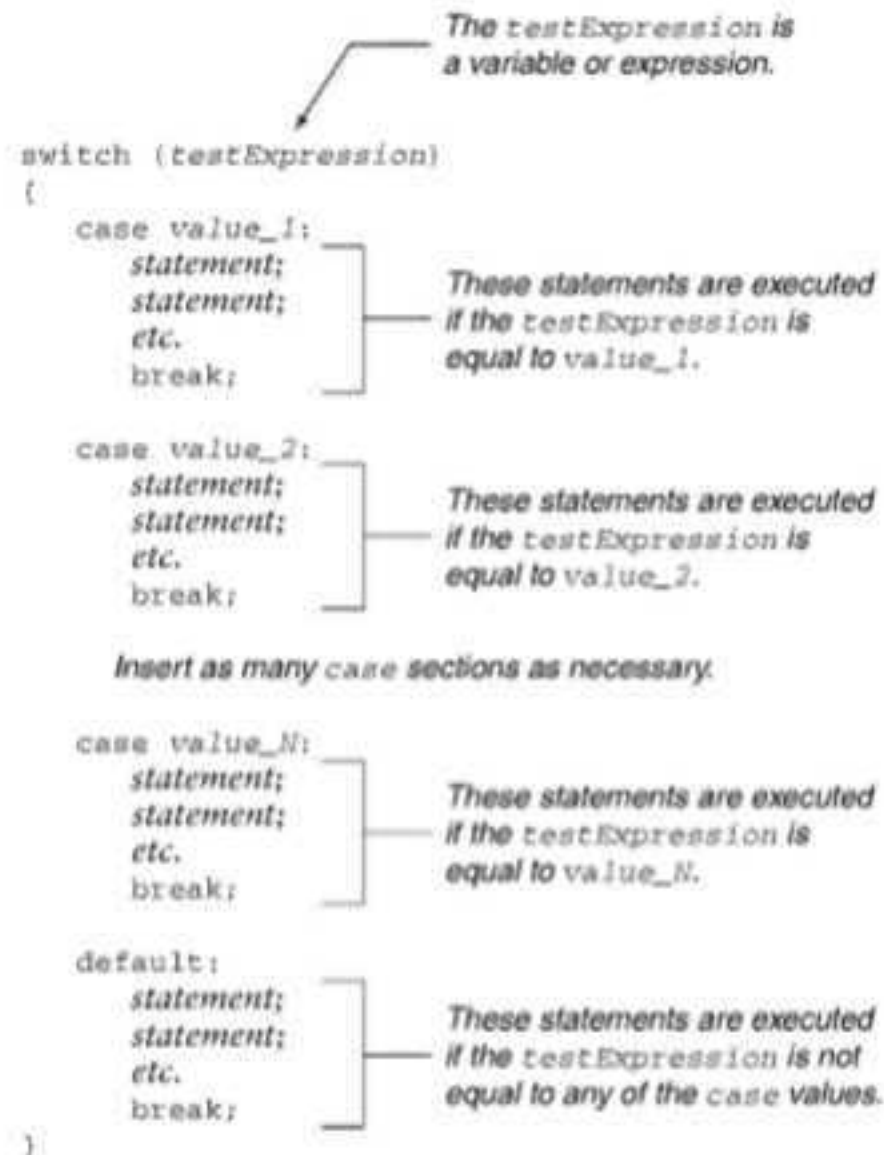 The testExpression is
a variable or expression.
switch (testExpression)
{
case value_1:
statement;
statement;
etc.
break;
These statements are executed
if the testExpression is
equal to value_1.
case value_2:
statement;
statement;
etc.
break;
These statements are executed
if the testExpression is
equal to value_2.
Insert as many case sections as necessary.
case value_N:
statement;
statement;
etc.
break;
These statements are executed
if the testExpression is
equal to value_N.
default:
statement;
statement;
etc.
break;
These statements are executed
if the testExpression is not
equal to any of the case values.
}